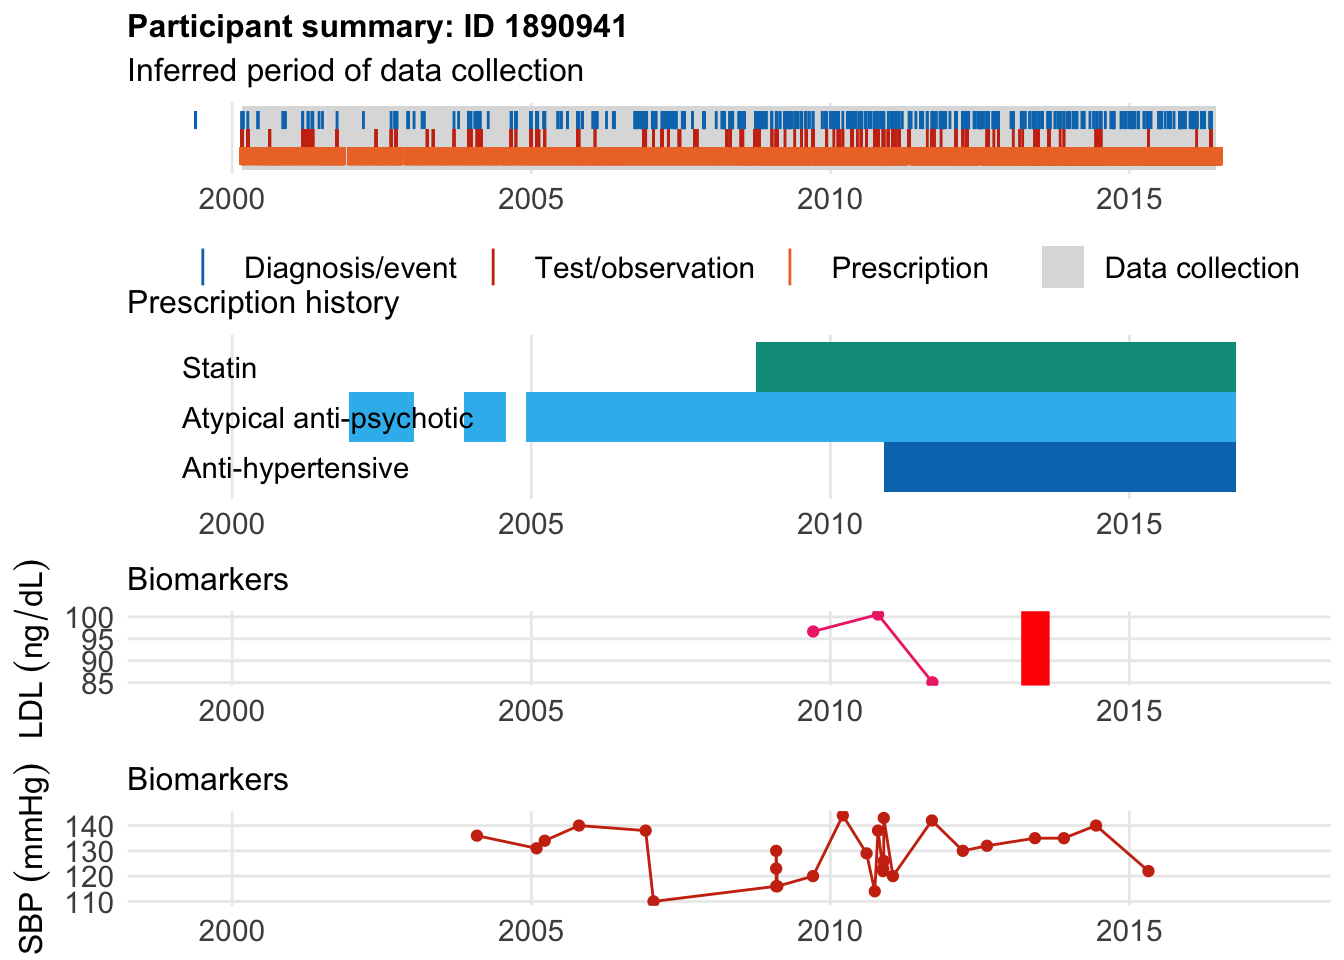 Participant summary: ID 1890941
Inferred period of data collection
2000 2005 2010 2015
Diagnosis/event Test/observation Prescription Data collection
Prescription history
Statin
Atypical anti-psychotic
Anti-hypertensive
2000 2005 2010 2015
Biomarkers
LDL (ng/dL)
100
95
90
85
2000 2005 2010 2015
Biomarkers
SBP (mmHg)
140
130
120
110
2000 2005 2010 2015